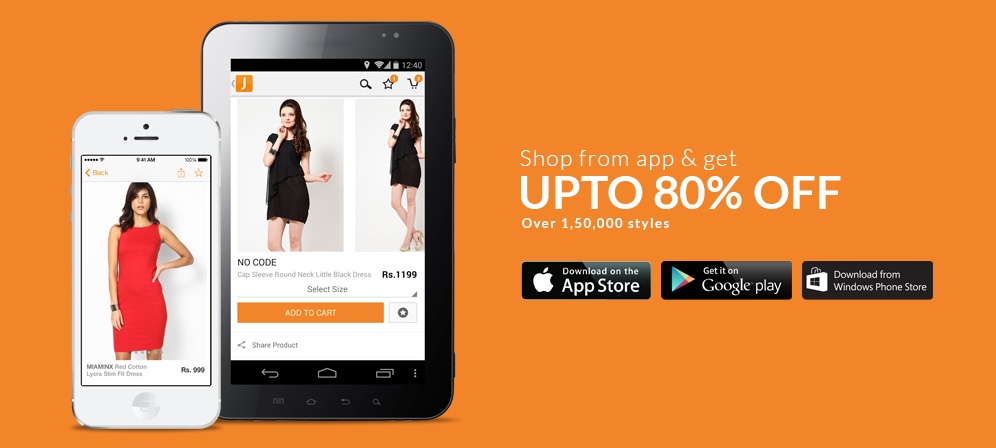 9:41 AM
100%
Back
MIAMINX Red Cotton
Lycra Slim Fit Dress
Rs. 999
12:40
J
1
1
NO CODE
Cap Sleeve Round Neck Little Black Dress
Rs.1199
Select Size
ADD TO CART
Share Product
Shop from app & get
UPTO 80% OFF
Over 1,50,000 styles
Download on the
App Store
Get it on
Google play
Download from
Windows Phone Store